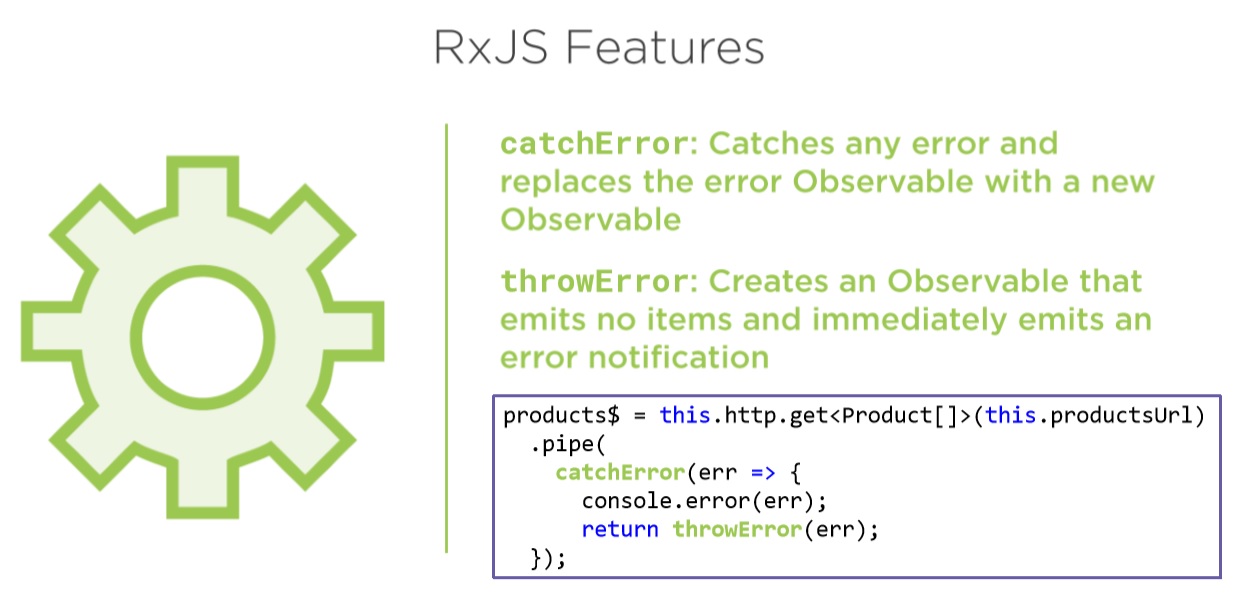 RxJS Features
catchError: Catches any error and
replaces the error Observable with a new
Observable
throwError: Creates an Observable that
emits no items and immediately emits an
error notification
products$ = this.http.get<Product[]>(this.productsUrl)
  .pipe(
    catchError(err => {
      console.error(err);
      return throwError(err);
  });